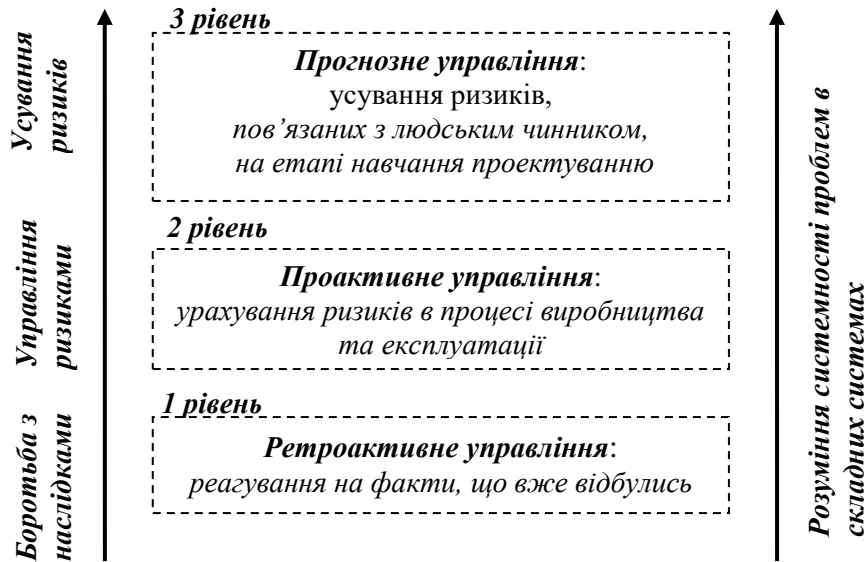 3 рівень
Прогнозне управління:
усування ризиків,
пов’язаних з людським чинником,
на етапі навчання проектуванню
2 рівень
Проактивне управління:
урахування ризиків в процесі виробництва
та експлуатації
1 рівень
Ретроактивне управління:
реагування на факти, що вже відбулись
Усування
ризиків
Управління
ризиками
Боротьба з
наслідками
Розуміння системності проблем в
складних системах